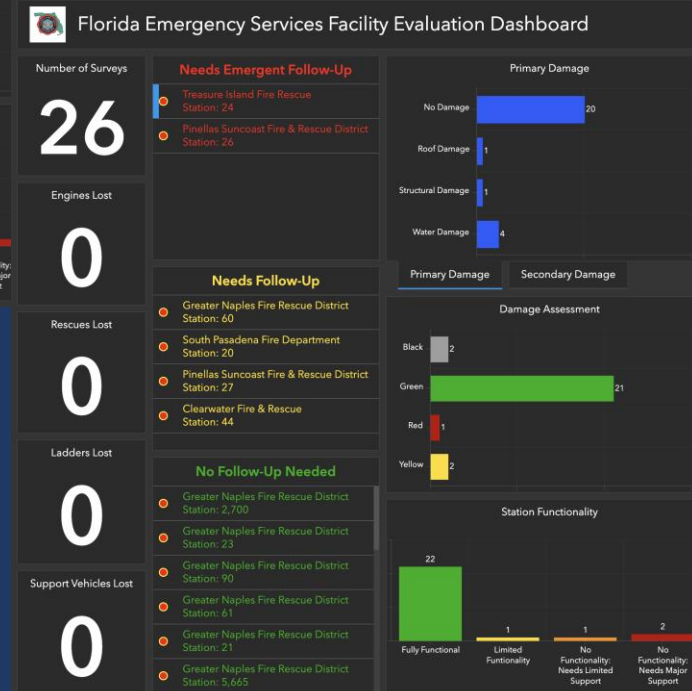 Florida Emergency Services Facility Evaluation Dashboard
Number of Surveys
26
Engines Lost
0
Rescues Lost
0
Ladders Lost
0
Support Vehicles Lost
0
Needs Emergent Follow-Up
Treasure Island Fire Rescue
Station: 24
Pinellas Suncoast Fire & Rescue District
Station: 26
Needs Follow-Up
Greater Naples Fire Rescue District
Station: 60
South Pasadena Fire Department
Station: 20
Pinellas Suncoast Fire & Rescue District
Station: 27
Clearwater Fire & Rescue
Station: 44
No Follow-Up Needed
Greater Naples Fire Rescue District
Station: 2,700
Greater Naples Fire Rescue District
Station: 23
Greater Naples Fire Rescue District
Station: 90
Greater Naples Fire Rescue District
Station: 61
Greater Naples Fire Rescue District
Station: 21
Greater Naples Fire Rescue District
Station: 5,665
Primary Damage
No Damage 20
Roof Damage 1
Structural Damage 1
Water Damage 4
Primary Damage Secondary Damage
Damage Assessment
Black 2
Green 21
Red 1
Yellow 2
Station Functionality
22
1
1
2
Fully Functional
Limited
Funtionality
No
Functionality:
Needs Limited
Support
No
Functionality:
Needs Major
Support